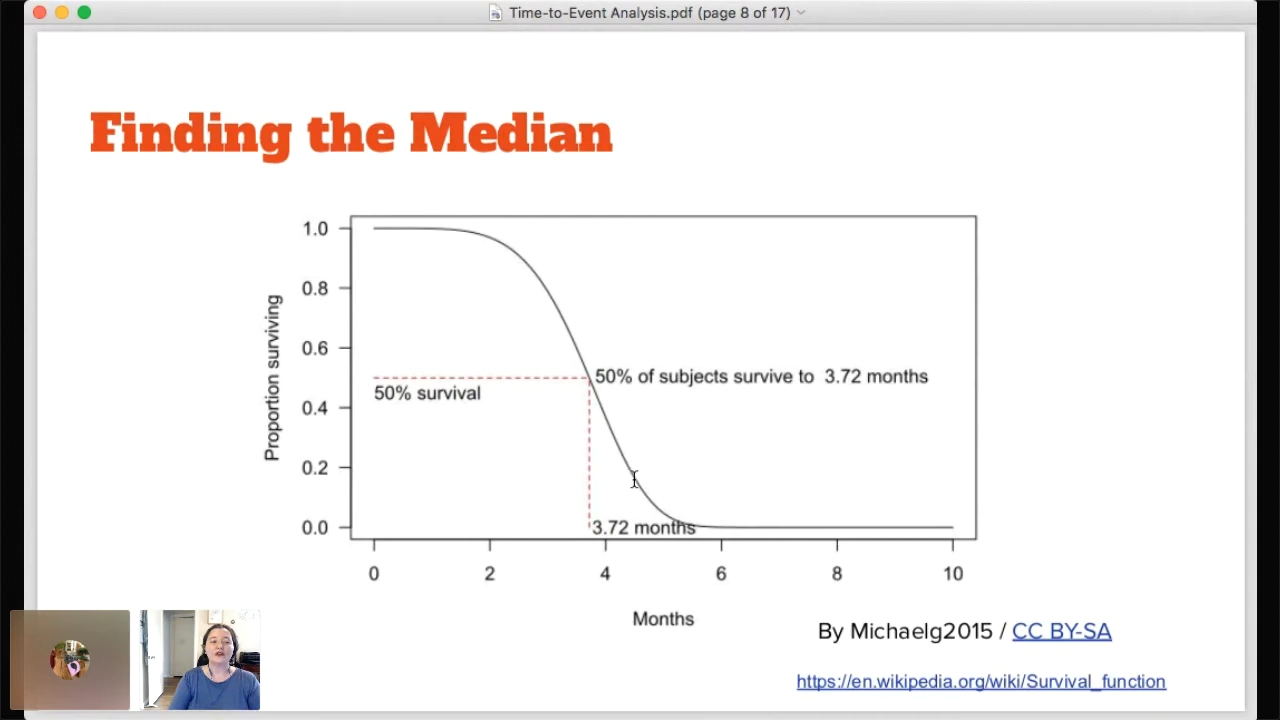 Time-to-Event Analysis.pdf (page 8 of 17)
Finding the Median
1.0
0.8
0.6
0.4
0.2
0.0
Proportion surviving
50% of subjects survive to 3.72 months
50% survival
3.72 months
0 2 4 6 8 10
Months
By Michaelg2015 / CC BY-SA
https://en.wikipedia.org/wiki/Survival_function